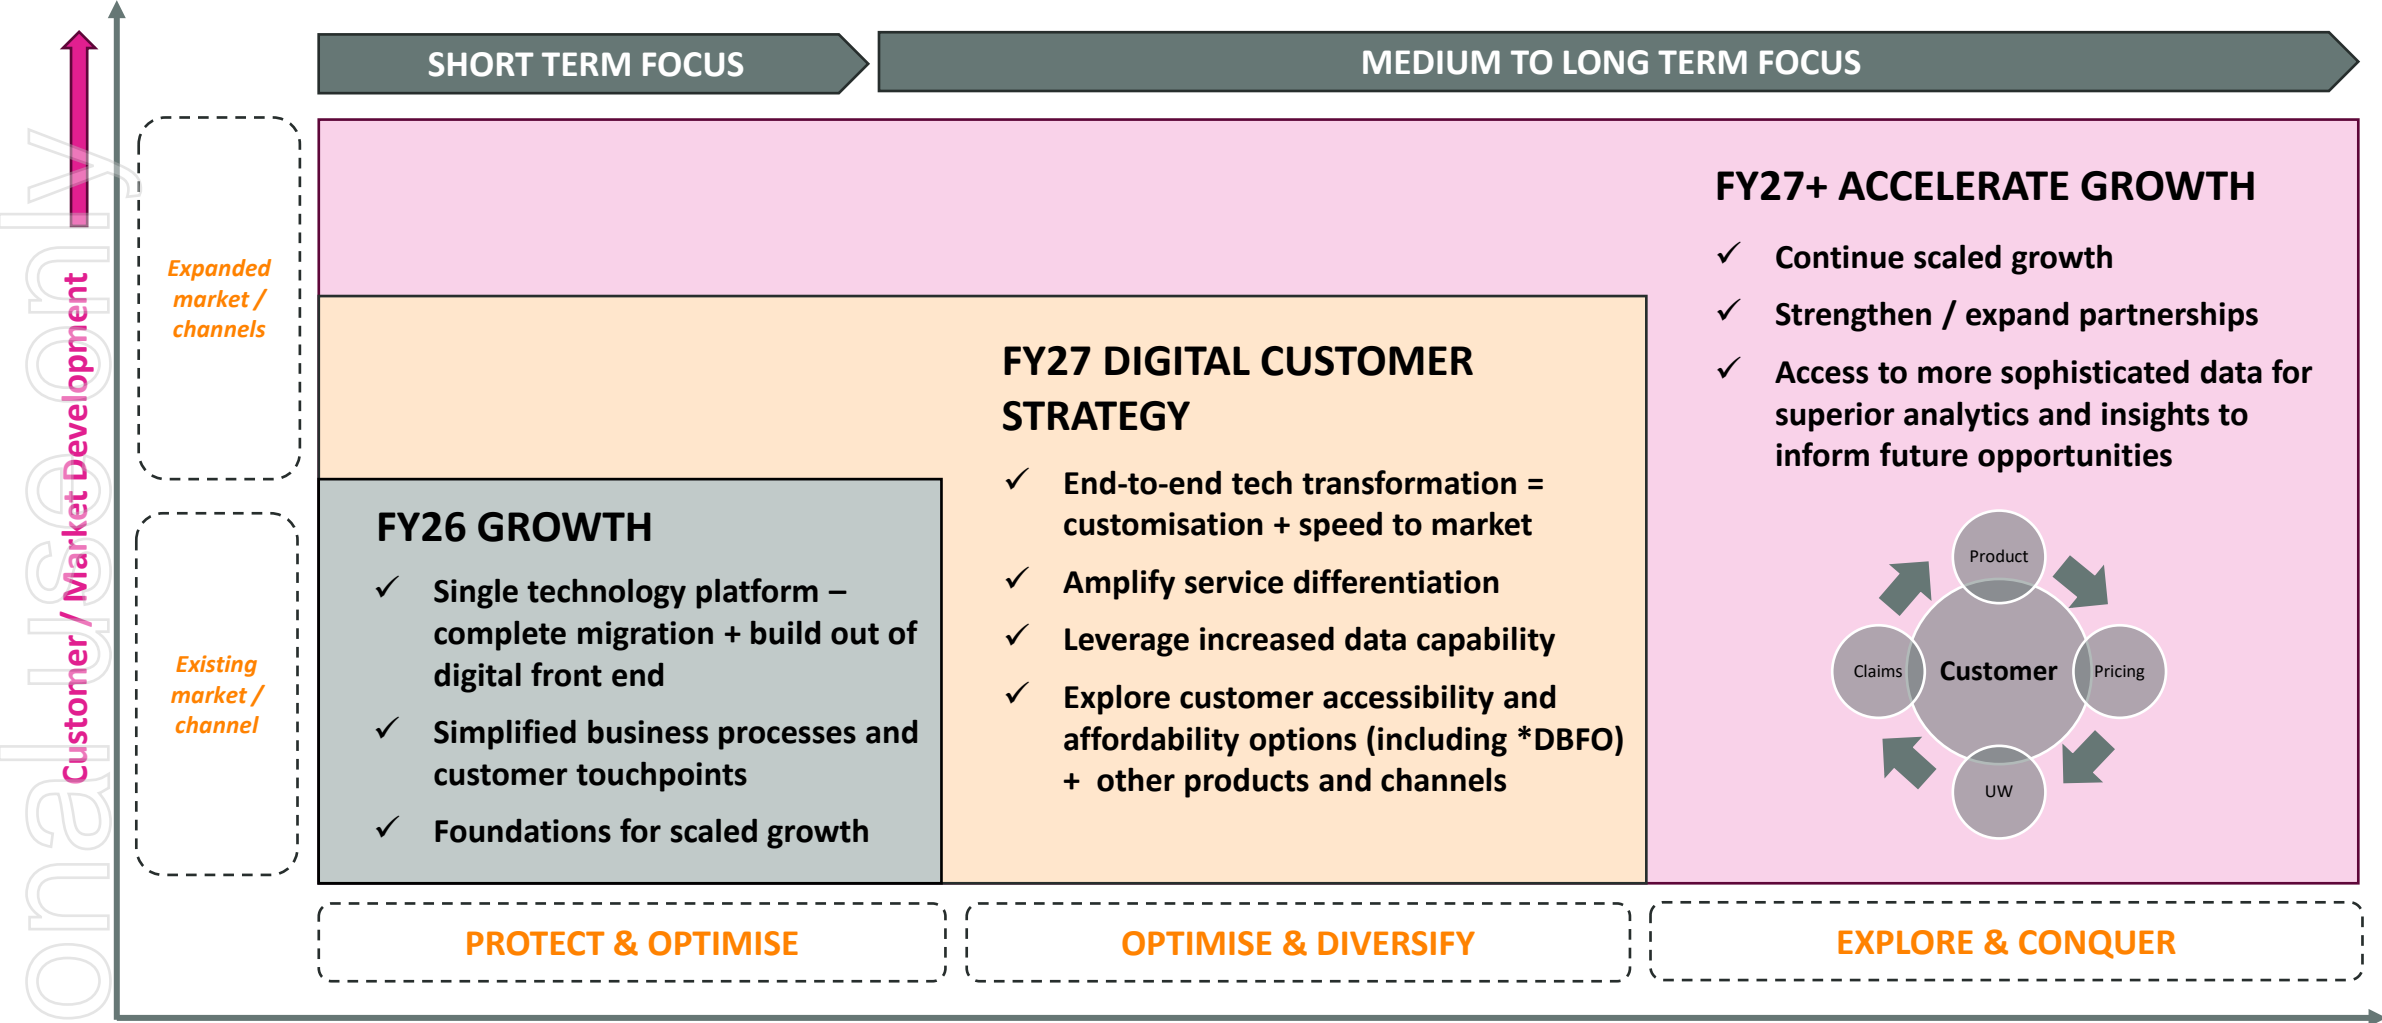 SHORT TERM FOCUS
MEDIUM TO LONG TERM FOCUS
Customer / Market Development
onal use only
Expanded
market /
channels
Existing
market /
channel
FY27+ ACCELERATE GROWTH
✓ Continue scaled growth
✓ Strengthen / expand partnerships
✓ Access to more sophisticated data for
superior analytics and insights to
inform future opportunities
FY27 DIGITAL CUSTOMER
STRATEGY
✓ End-to-end tech transformation =
customisation + speed to market
✓ Amplify service differentiation
✓ Leverage increased data capability
✓ Explore customer accessibility and
affordability options (including *DBFO)
+ other products and channels
FY26 GROWTH
✓ Single technology platform –
complete migration + build out of
digital front end
✓ Simplified business processes and
customer touchpoints
✓ Foundations for scaled growth
Product
Claims
Customer
Pricing
UW
PROTECT & OPTIMISE
OPTIMISE & DIVERSIFY
EXPLORE & CONQUER